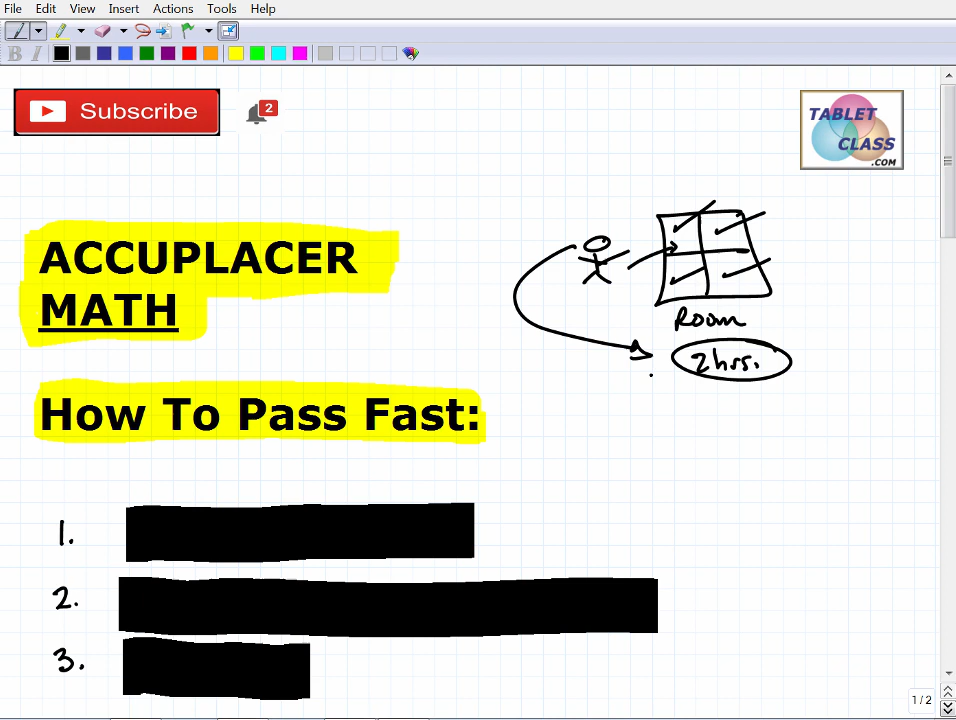 File Edit View Insert Actions Tools Help
B I
Subscribe
2
TABLET
CLASS
.COM
ACCUPLACER
MATH
Room
2hrs.
How To Pass Fast:
1.
2.
3.
1 / 2